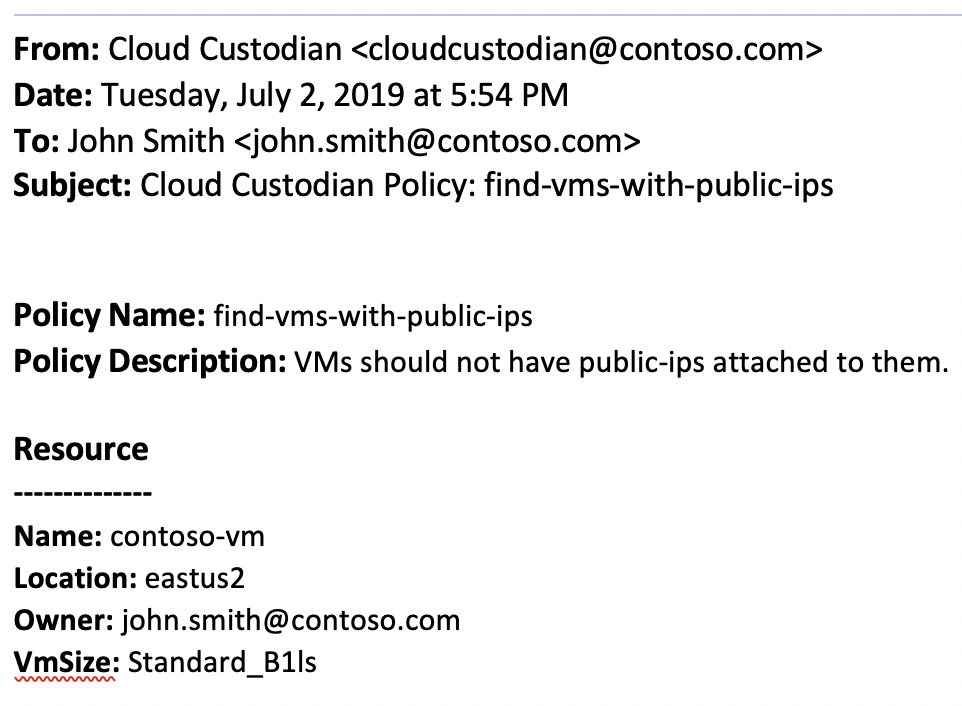 From: Cloud Custodian <cloudcustodian@contoso.com>
Date: Tuesday, July 2, 2019 at 5:54 PM
To: John Smith <john.smith@contoso.com>
Subject: Cloud Custodian Policy: find-vms-with-public-ips
Policy Name: find-vms-with-public-ips
Policy Description: VMs should not have public-ips attached to them.
Resource
--------------
Name: contoso-vm
Location: eastus2
Owner: john.smith@contoso.com
VmSize: Standard_B1ls